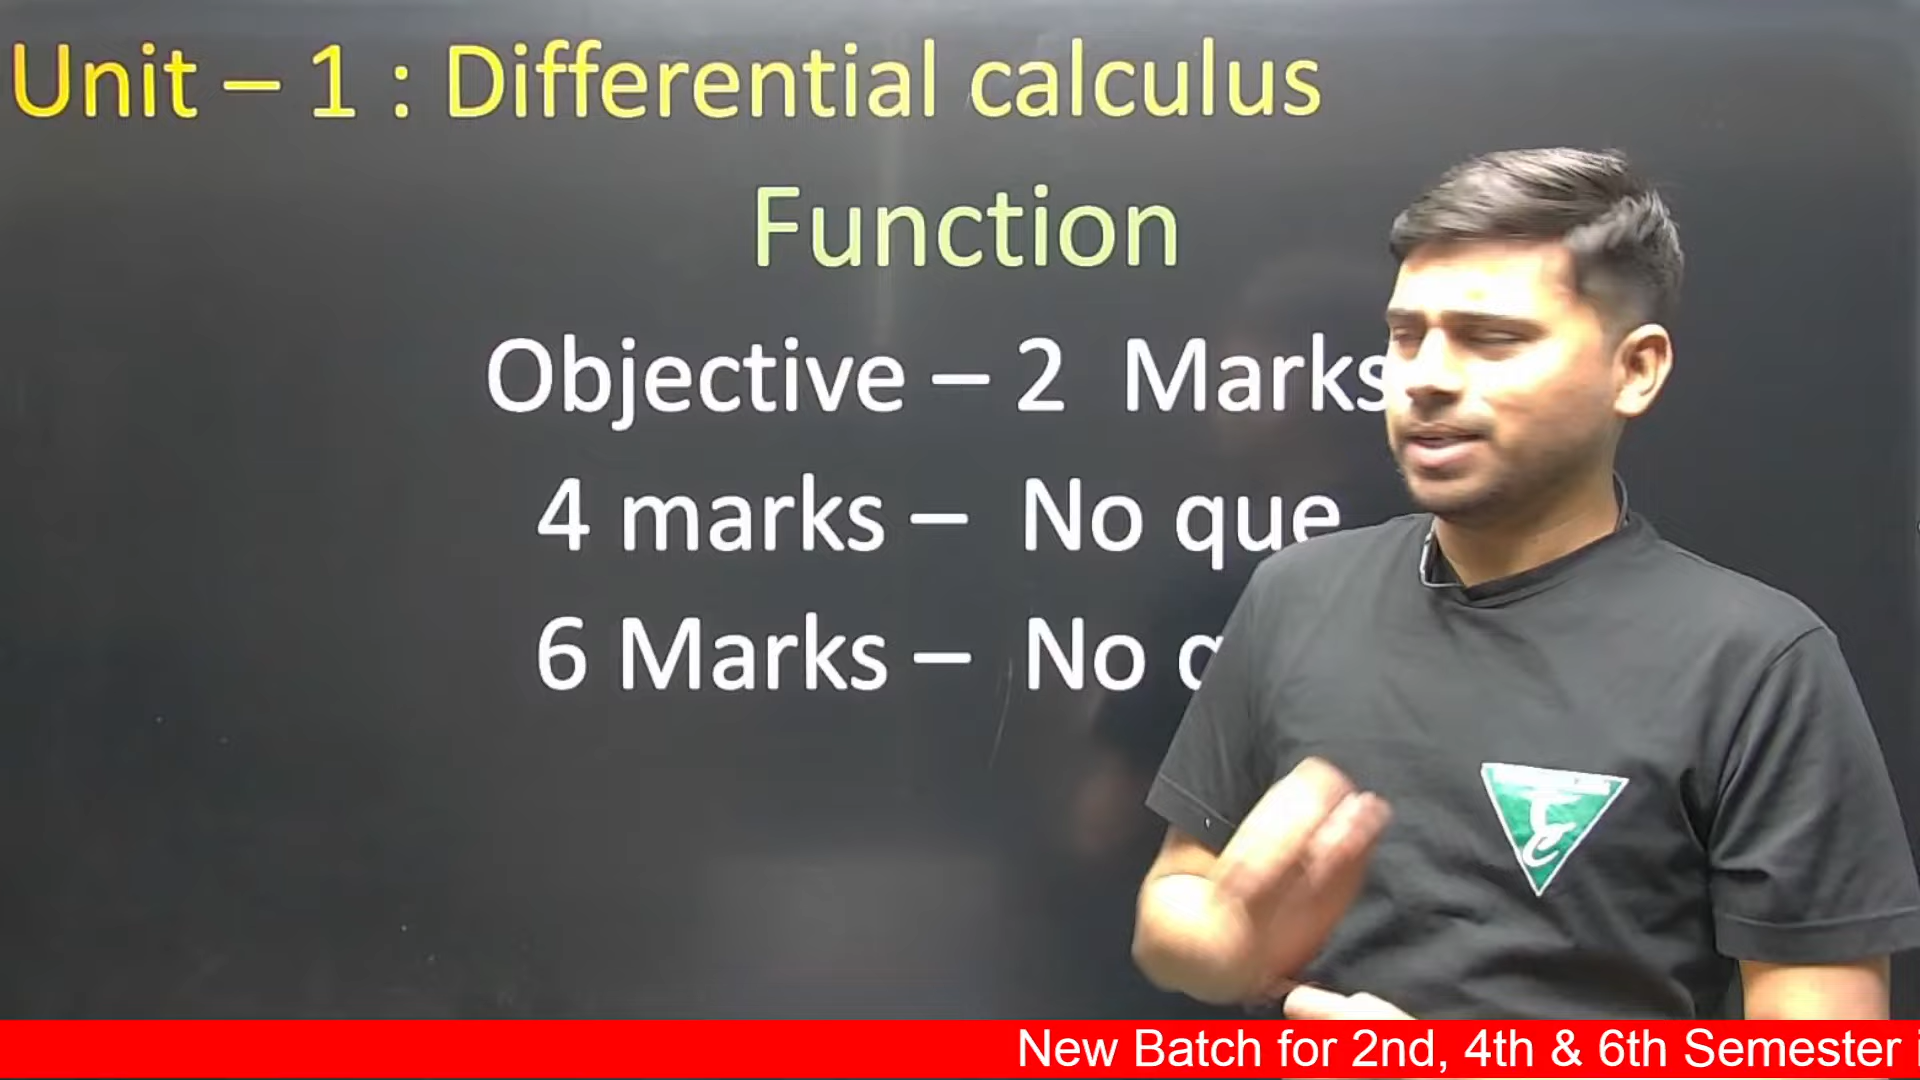 Unit – 1 : Differential calculus
Function
Objective – 2 Marks
4 marks – No que
6 Marks – No
New Batch for 2nd, 4th & 6th Semester